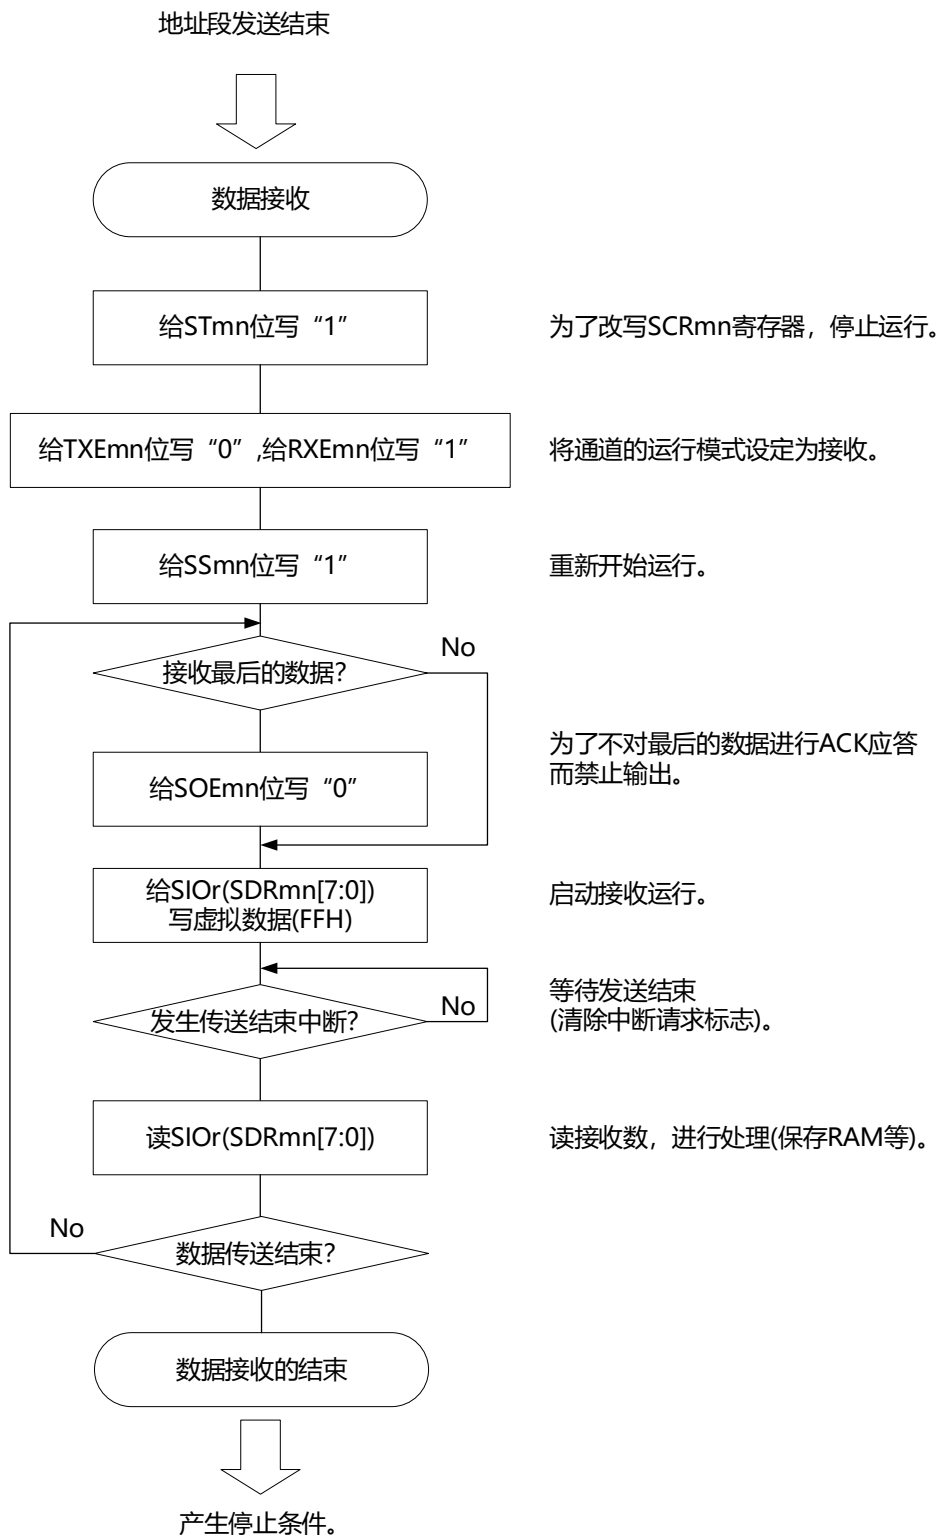 地址段发送结束
数据接收
给STmn位写“1”
为了改写SCRmn寄存器，停止运行。
给TXEmn位写“0”,给RXEmn位写“1”
将通道的运行模式设定为接收。
给SSmn位写“1”
重新开始运行。
No
接收最后的数据?
为了不对最后的数据进行ACK应答
而禁止输出。
给SOEmn位写“0”
给SIOr(SDRmn[7:0])
写虚拟数据(FFH)
启动接收运行。
等待发送结束
(清除中断请求标志)。
发生传送结束中断?
No
读SIOr(SDRmn[7:0])
读接收数，进行处理(保存RAM等)。
No
数据传送结束?
数据接收的结束
产生停止条件。